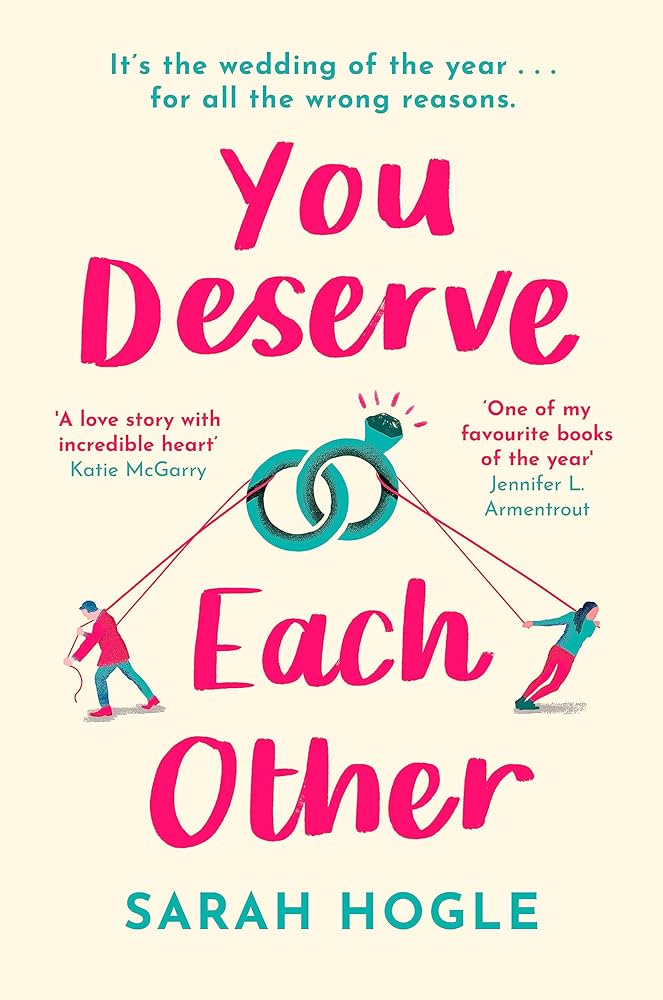 It's the wedding of the year . . .
for all the wrong reasons.
You
Deserve
'A love story with
incredible heart'
Katie McGarry
'One of my
favourite books
of the year'
Jennifer L.
Armentrout
Each
Other
SARAH HOGLE